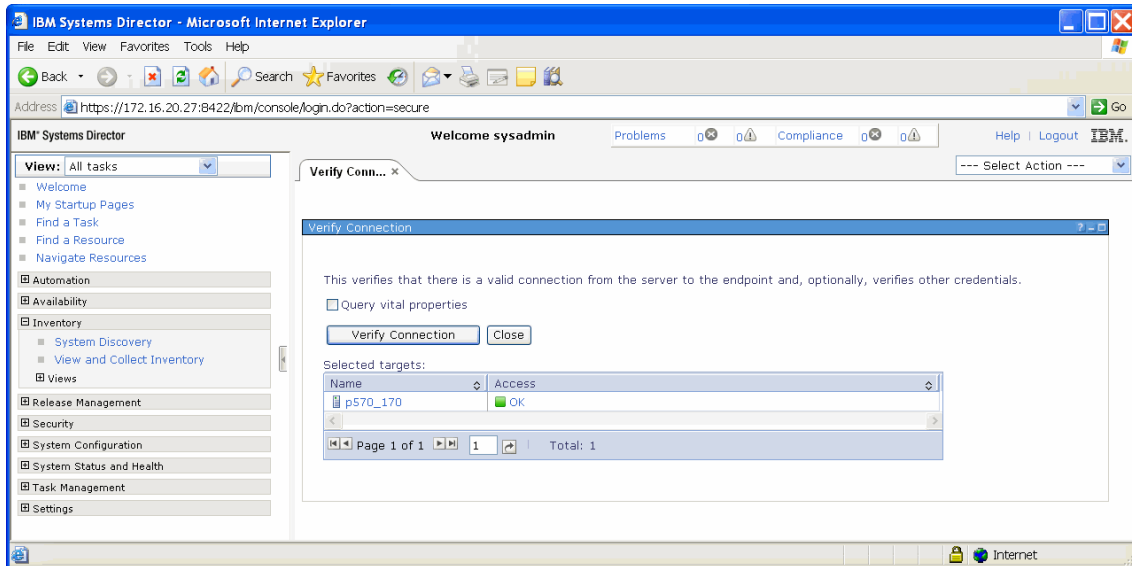 IBM Systems Director - Microsoft Internet Explorer
File Edit View Favorites Tools Help
Back Search Favorites
Address https://172.16.20.27:8422/ibm/console/login.do?action=secure Go
IBM® Systems Director Welcome sysadmin Problems 0 0 Compliance 0 0 Help | Logout IBM.
View: All tasks
Verify Conn... ×
--- Select Action ---
Welcome
My Startup Pages
Find a Task
Find a Resource
Navigate Resources
Automation
Availability
Inventory
System Discovery
View and Collect Inventory
Views
Release Management
Security
System Configuration
System Status and Health
Task Management
Settings
Verify Connection
This verifies that there is a valid connection from the server to the endpoint and, optionally, verifies other credentials.
Query vital properties
Verify Connection Close
Selected targets:
Name Access
p570_170 OK
Page 1 of 1 1 Total: 1
Internet